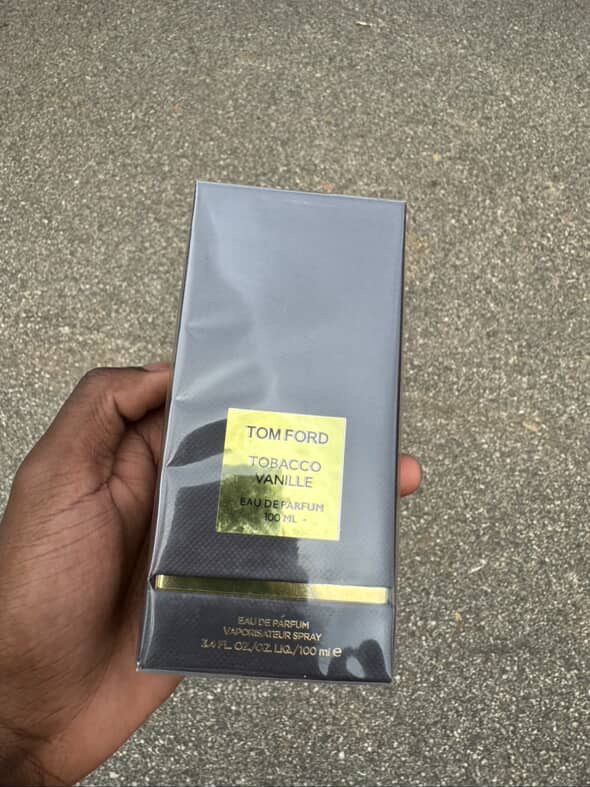 TOM FORD
TOBACCO
VANILLE
EAU DE PARFUM
100 ML
EAU DE PARFUM
VAPORISATEUR SPRAY
3.4 FL. OZ./OZ. LIQ./100 ml ℮